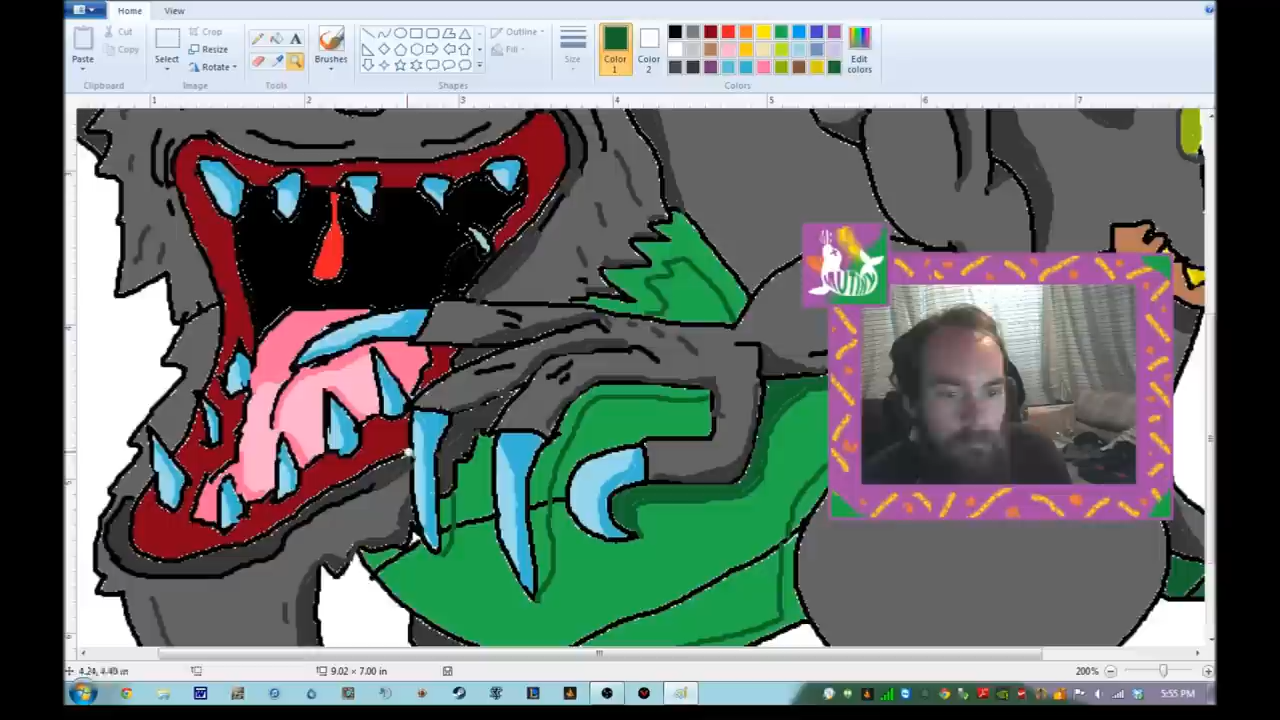 Home View
Cut
Copy
Paste
Clipboard
Select
Crop
Resize
Rotate
Image
Tools
Brushes
Outline
Fill
Shapes
Size
Color 1
Color 2
Edit colors
Colors
1 2 3 4 5 6 7
MUTINY
9.02 × 7.00 in
200%
5:55 PM